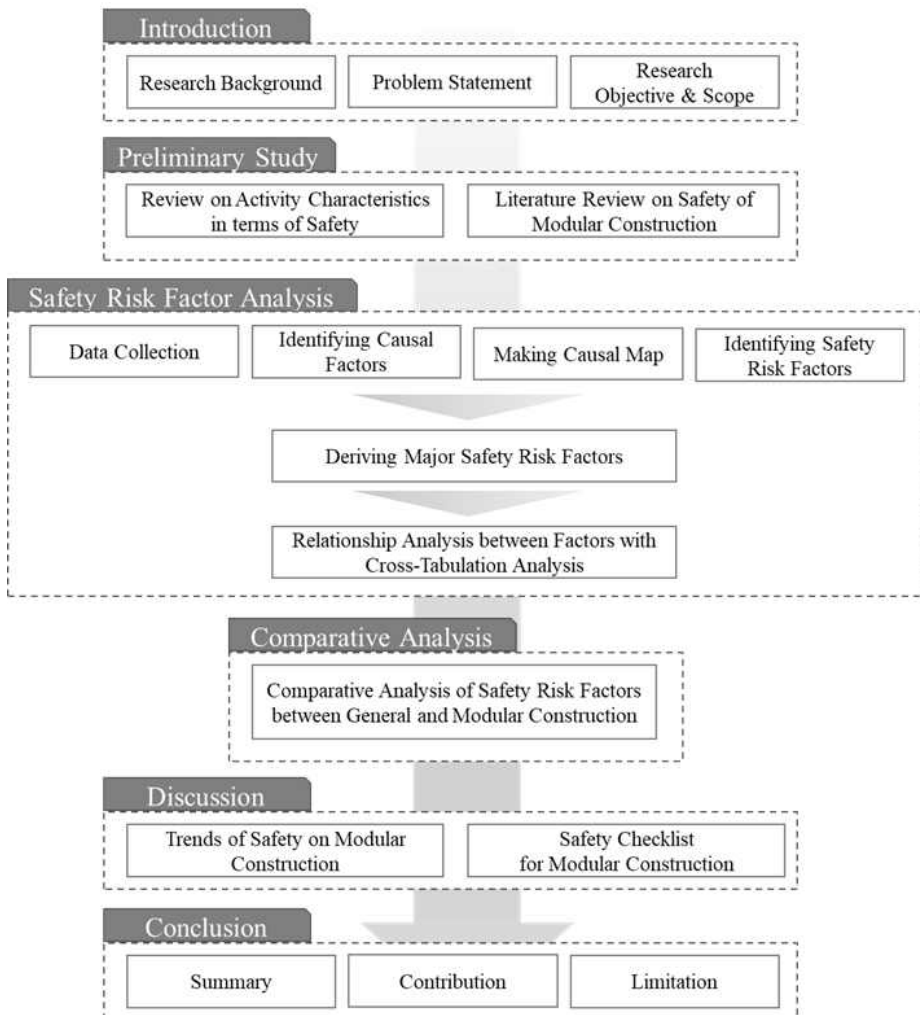 Introduction
Research Background
Problem Statement
Research
Objective & Scope
Preliminary Study
Review on Activity Characteristics
in terms of Safety
Literature Review on Safety of
Modular Construction
Safety Risk Factor Analysis
Data Collection
Identifying Causal
Factors
Making Causal Map
Identifying Safety
Risk Factors
Deriving Major Safety Risk Factors
Relationship Analysis between Factors with
Cross-Tabulation Analysis
Comparative Analysis
Comparative Analysis of Safety Risk Factors
between General and Modular Construction
Discussion
Trends of Safety on Modular
Construction
Safety Checklist
for Modular Construction
Conclusion
Summary
Contribution
Limitation